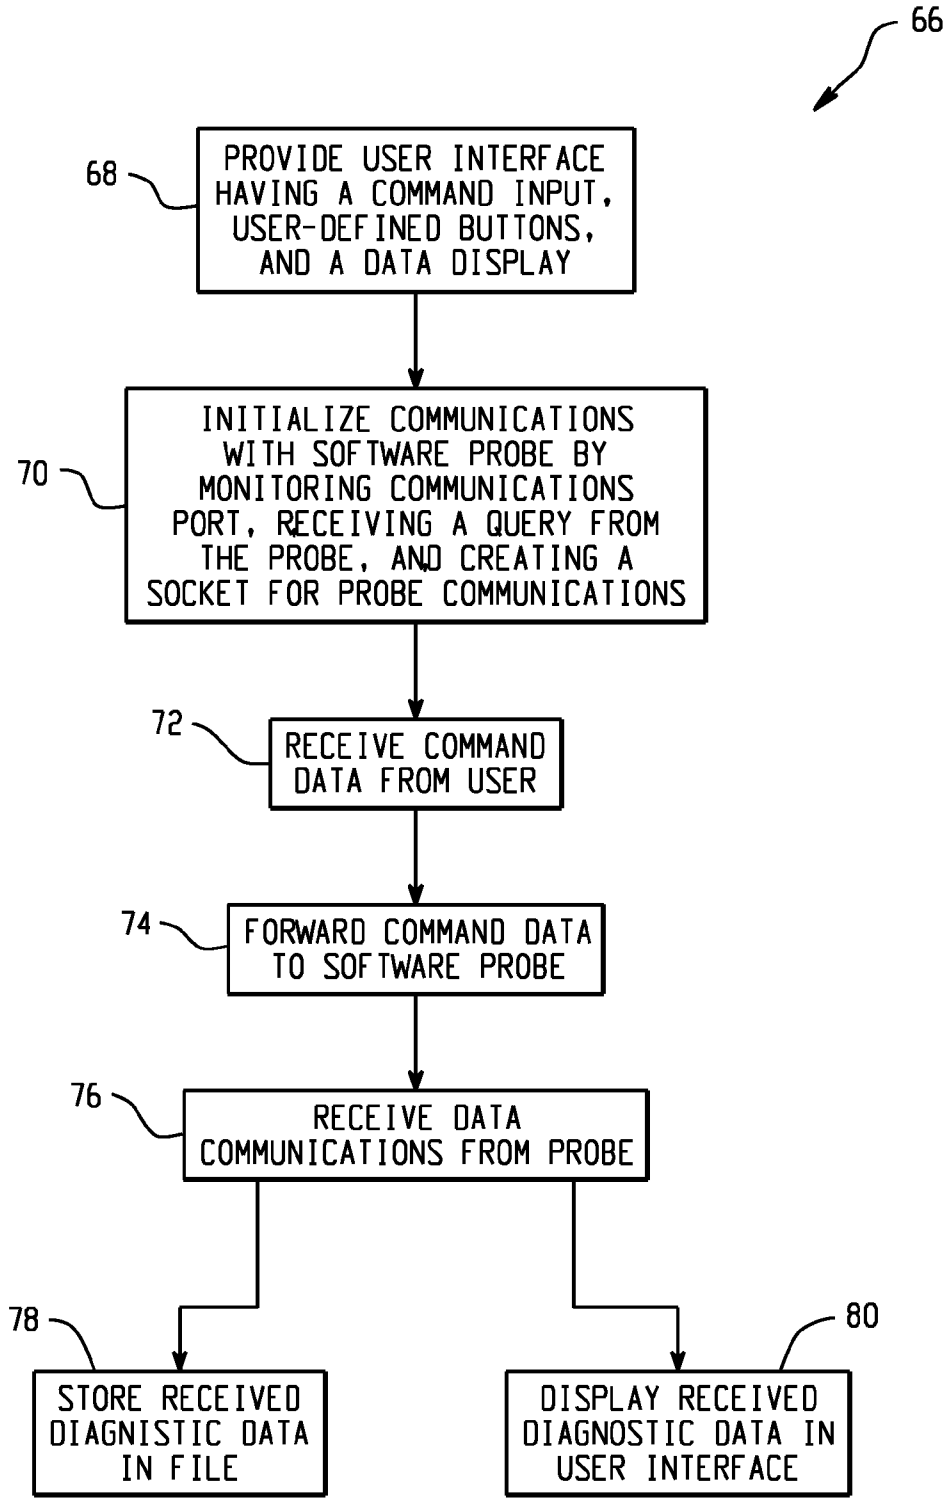 66
68
PROVIDE USER INTERFACE
HAVING A COMMAND INPUT,
USER-DEFINED BUTTONS,
AND A DATA DISPLAY
70
INITIALIZE COMMUNICATIONS
WITH SOFTWARE PROBE BY
MONITORING COMMUNICATIONS
PORT, RECEIVING A QUERY FROM
THE PROBE, AND CREATING A
SOCKET FOR PROBE COMMUNICATIONS
72
RECEIVE COMMAND
DATA FROM USER
74
FORWARD COMMAND DATA
TO SOFTWARE PROBE
76
RECEIVE DATA
COMMUNICATIONS FROM PROBE
78
STORE RECEIVED
DIAGNISTIC DATA
IN FILE
80
DISPLAY RECEIVED
DIAGNOSTIC DATA IN
USER INTERFACE